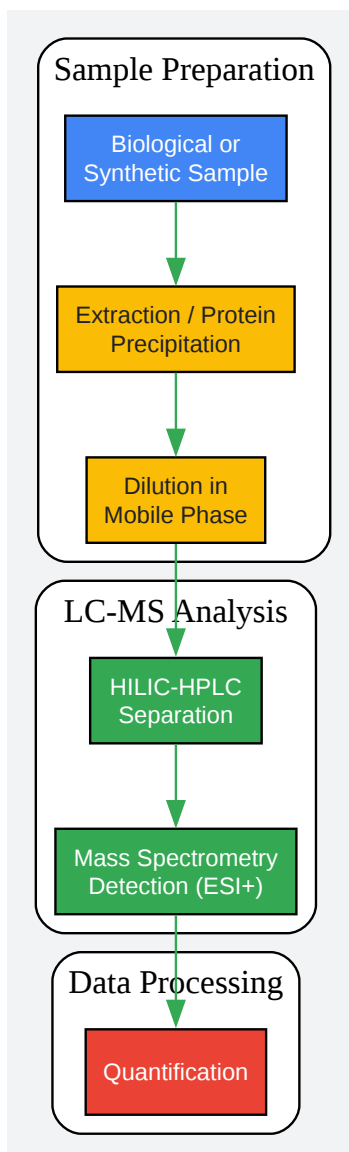 Sample Preparation
Biological or
Synthetic Sample
Extraction / Protein
Precipitation
Dilution in
Mobile Phase
LC-MS Analysis
HILIC-HPLC
Separation
Mass Spectrometry
Detection (ESI+)
Data Processing
Quantification